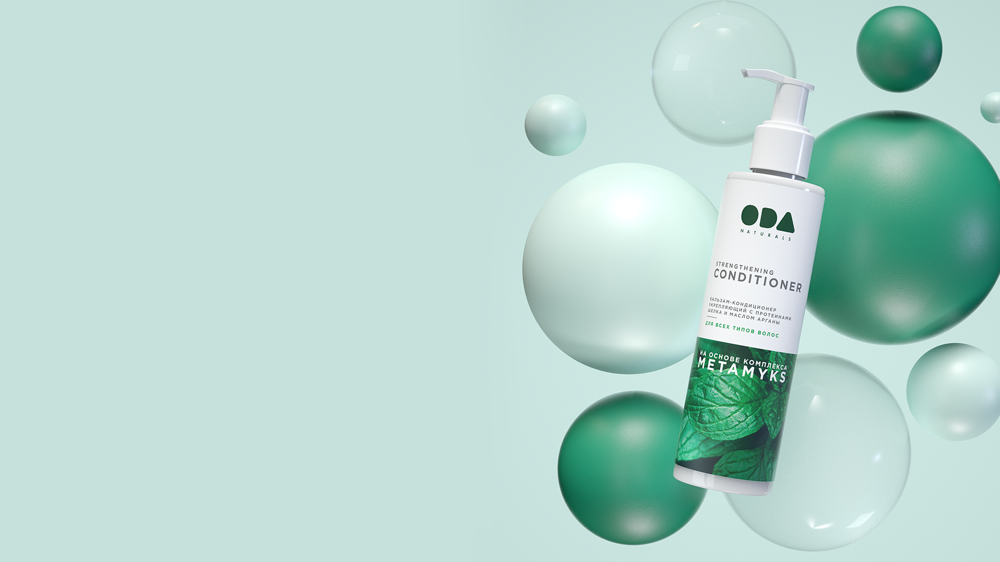 ODA
NATURALS
STRENGTHENING
CONDITIONER
БАЛЬЗАМ-КОНДИЦИОНЕР
УКРЕПЛЯЮЩИЙ С ПРОТЕИНАМИ
ШЕЛКА И МАСЛОМ АРГАНЫ
ДЛЯ ВСЕХ ТИПОВ ВОЛОС
НА ОСНОВЕ КОМПЛЕКСА
METAMYKS